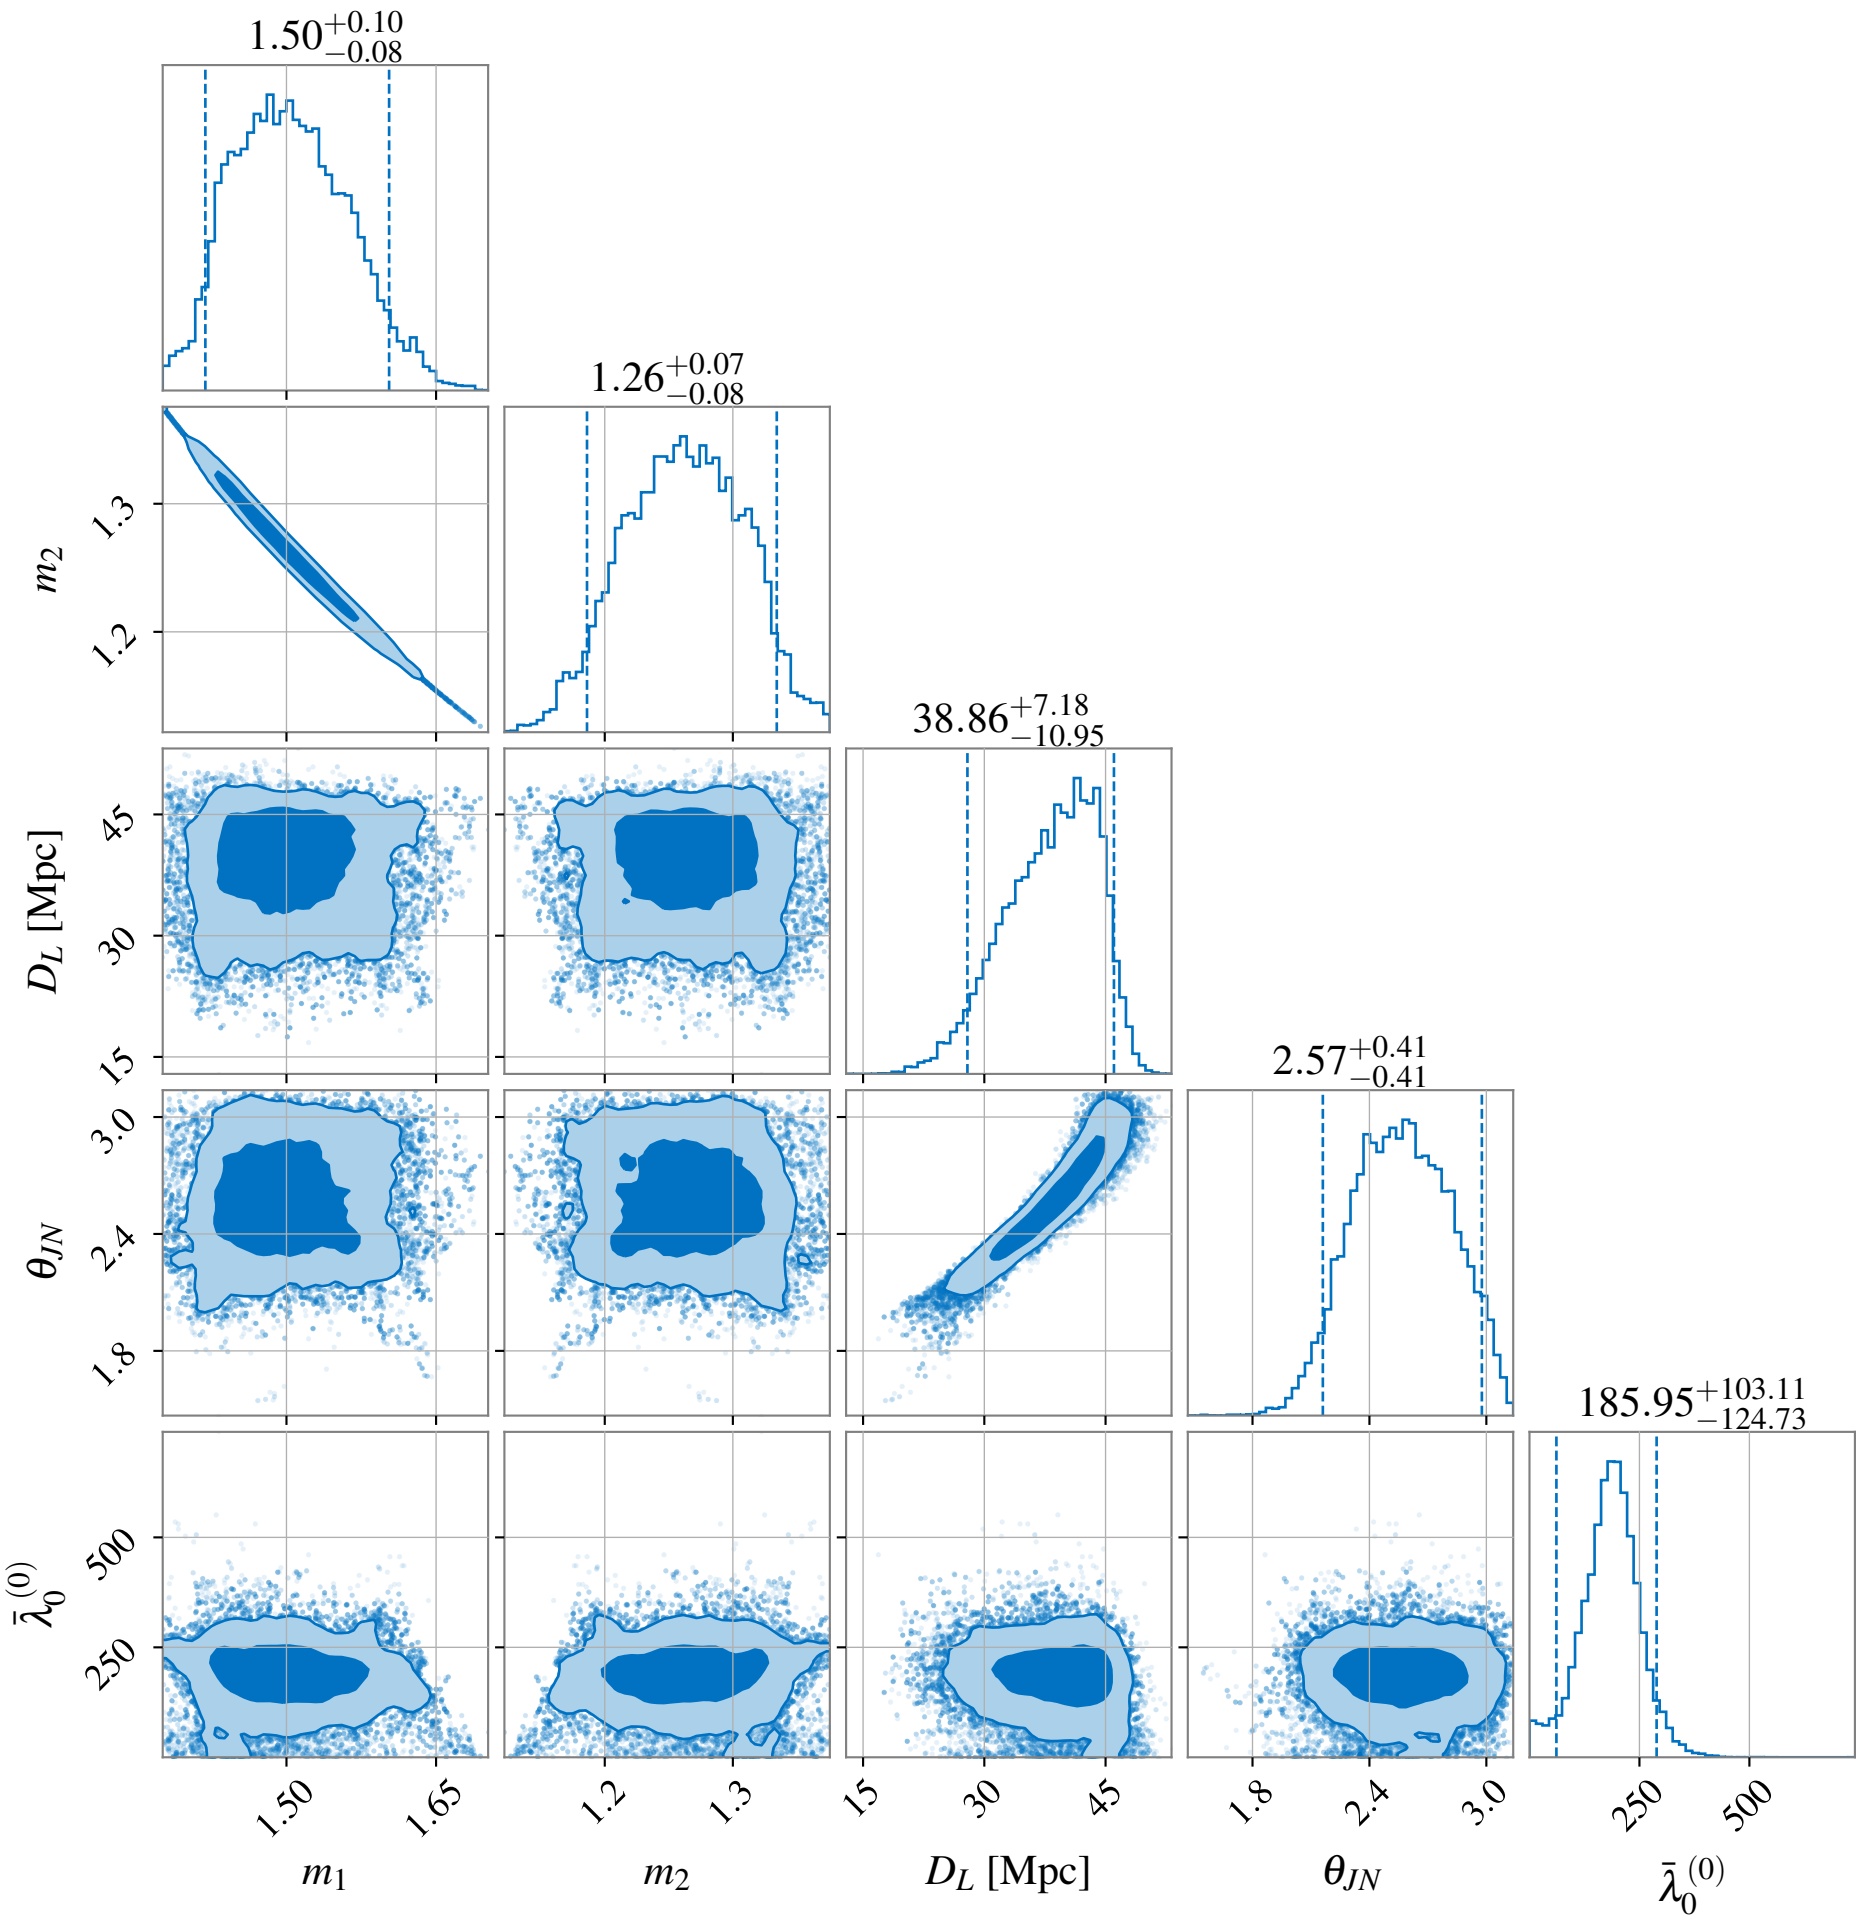 1.50+0.10−0.08
1.26+0.07−0.08
m2
1.3
1.2
38.86+7.18−10.95
DL [Mpc]
45
30
15
2.57+0.41−0.41
θJN
3.0
2.4
1.8
185.95+103.11−124.73
λ̄0(0)
500
250
1.50 1.65 1.2 1.3 15 30 45 1.8 2.4 3.0 250 500
m1 m2 DL [Mpc] θJN λ̄0(0)